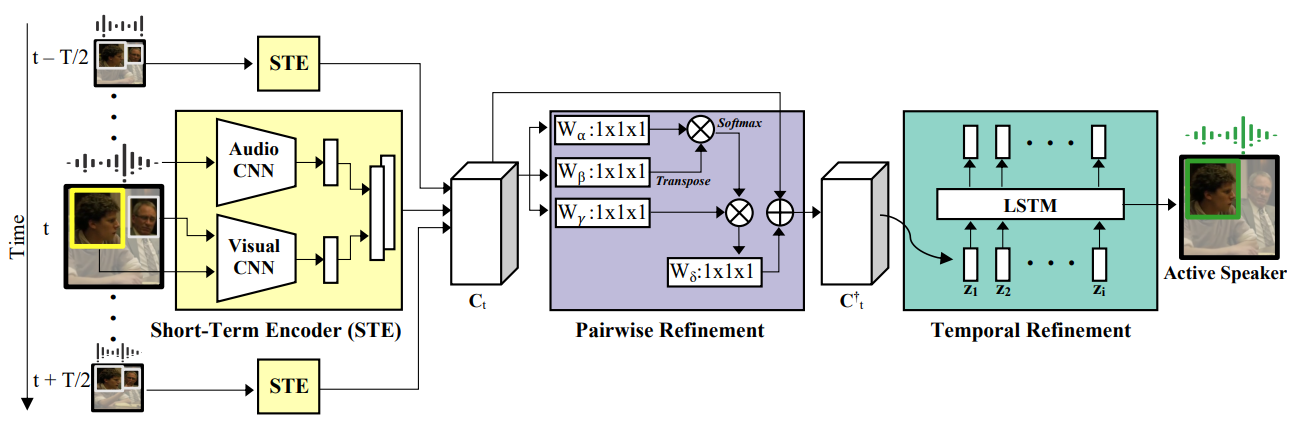 t – T/2
STE
Time
t
Audio
CNN
Visual
CNN
Short-Term Encoder (STE)
t + T/2
STE
Cₜ
Wα:1x1x1
Softmax
Wβ:1x1x1
Transpose
Wγ:1x1x1
Wδ:1x1x1
Pairwise Refinement
C†ₜ
LSTM
z₁ z₂ zᵢ
Temporal Refinement
Active Speaker